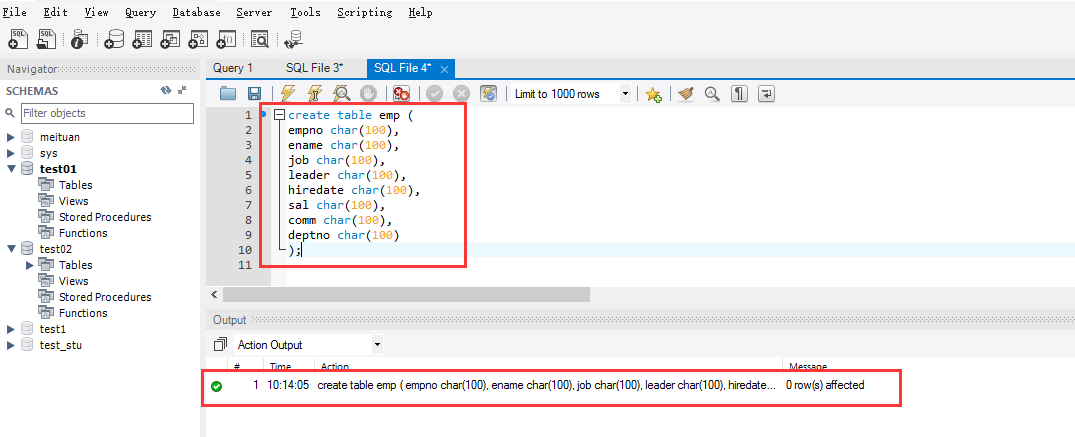 File Edit View Query Database Server Tools Scripting Help
SQL SQL
Navigator
SCHEMAS
Filter objects
meituan
sys
test01
Tables
Views
Stored Procedures
Functions
test02
Tables
Views
Stored Procedures
Functions
test1
test_stu
Query 1 SQL File 3* SQL File 4*
Limit to 1000 rows
1 create table emp (
2 empno char(100),
3 ename char(100),
4 job char(100),
5 leader char(100),
6 hiredate char(100),
7 sal char(100),
8 comm char(100),
9 deptno char(100)
10 );
11
Output
Action Output
# Time Action Message
1 10:14:05 create table emp ( empno char(100), ename char(100), job char(100), leader char(100), hiredate... 0 row(s) affected